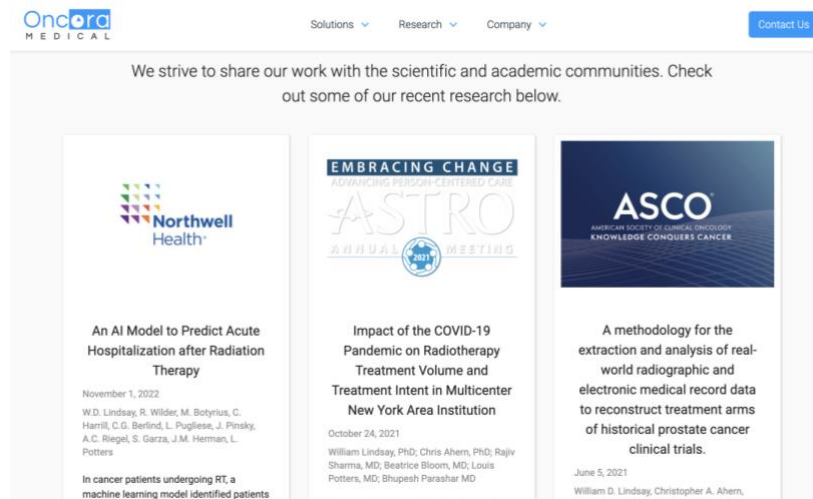 Oncora
MEDICAL
Solutions
Research
Company
Contact Us
We strive to share our work with the scientific and academic communities. Check
out some of our recent research below.
Northwell
Health
An AI Model to Predict Acute
Hospitalization after Radiation
Therapy
November 1, 2022
W.D. Lindsay, R. Wilder, M. Botyrius, C.
Harrill, C.G. Berlind, L. Pugliese, J. Pinsky,
A.C. Riegel, S. Garza, J.M. Herman, L.
Potters
In cancer patients undergoing RT, a
machine learning model identified patients
EMBRACING CHANGE
ADVANCING PERSON-CENTERED CARE
ASTRO
ANNUAL MEETING
2021
Impact of the COVID-19
Pandemic on Radiotherapy
Treatment Volume and
Treatment Intent in Multicenter
New York Area Institution
October 24, 2021
William Lindsay, PhD; Chris Ahern, PhD; Rajiv
Sharma, MD; Beatrice Bloom, MD; Louis
Potters, MD; Bhupesh Parashar MD
ASCO
AMERICAN SOCIETY OF CLINICAL ONCOLOGY
KNOWLEDGE CONQUERS CANCER
A methodology for the
extraction and analysis of real-
world radiographic and
electronic medical record data
to reconstruct treatment arms
of historical prostate cancer
clinical trials.
June 5, 2021
William D. Lindsay, Christopher A. Ahern,